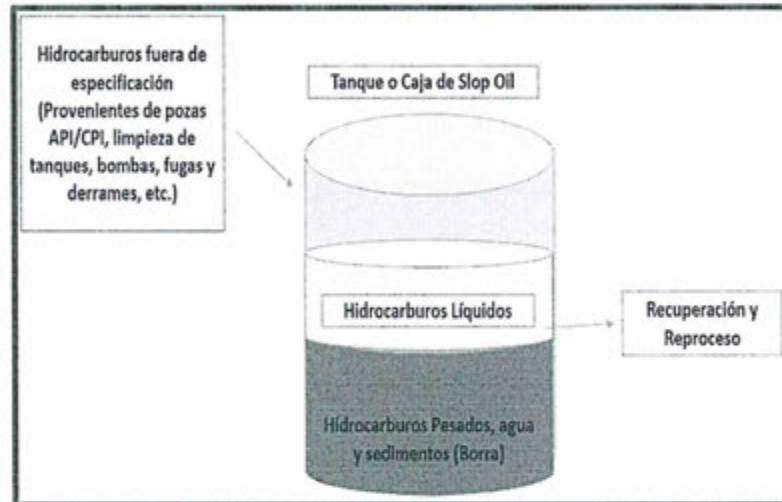 Hidrocarburos fuera de
especificación
(Provenientes de pozas
API/CPI, limpieza de
tanques, bombas, fugas y
derrames, etc.)
Tanque o Caja de Slop Oil
Hidrocarburos Líquidos
Recuperación y
Reproceso
Hidrocarburos Pesados, agua
y sedimentos (Borra)